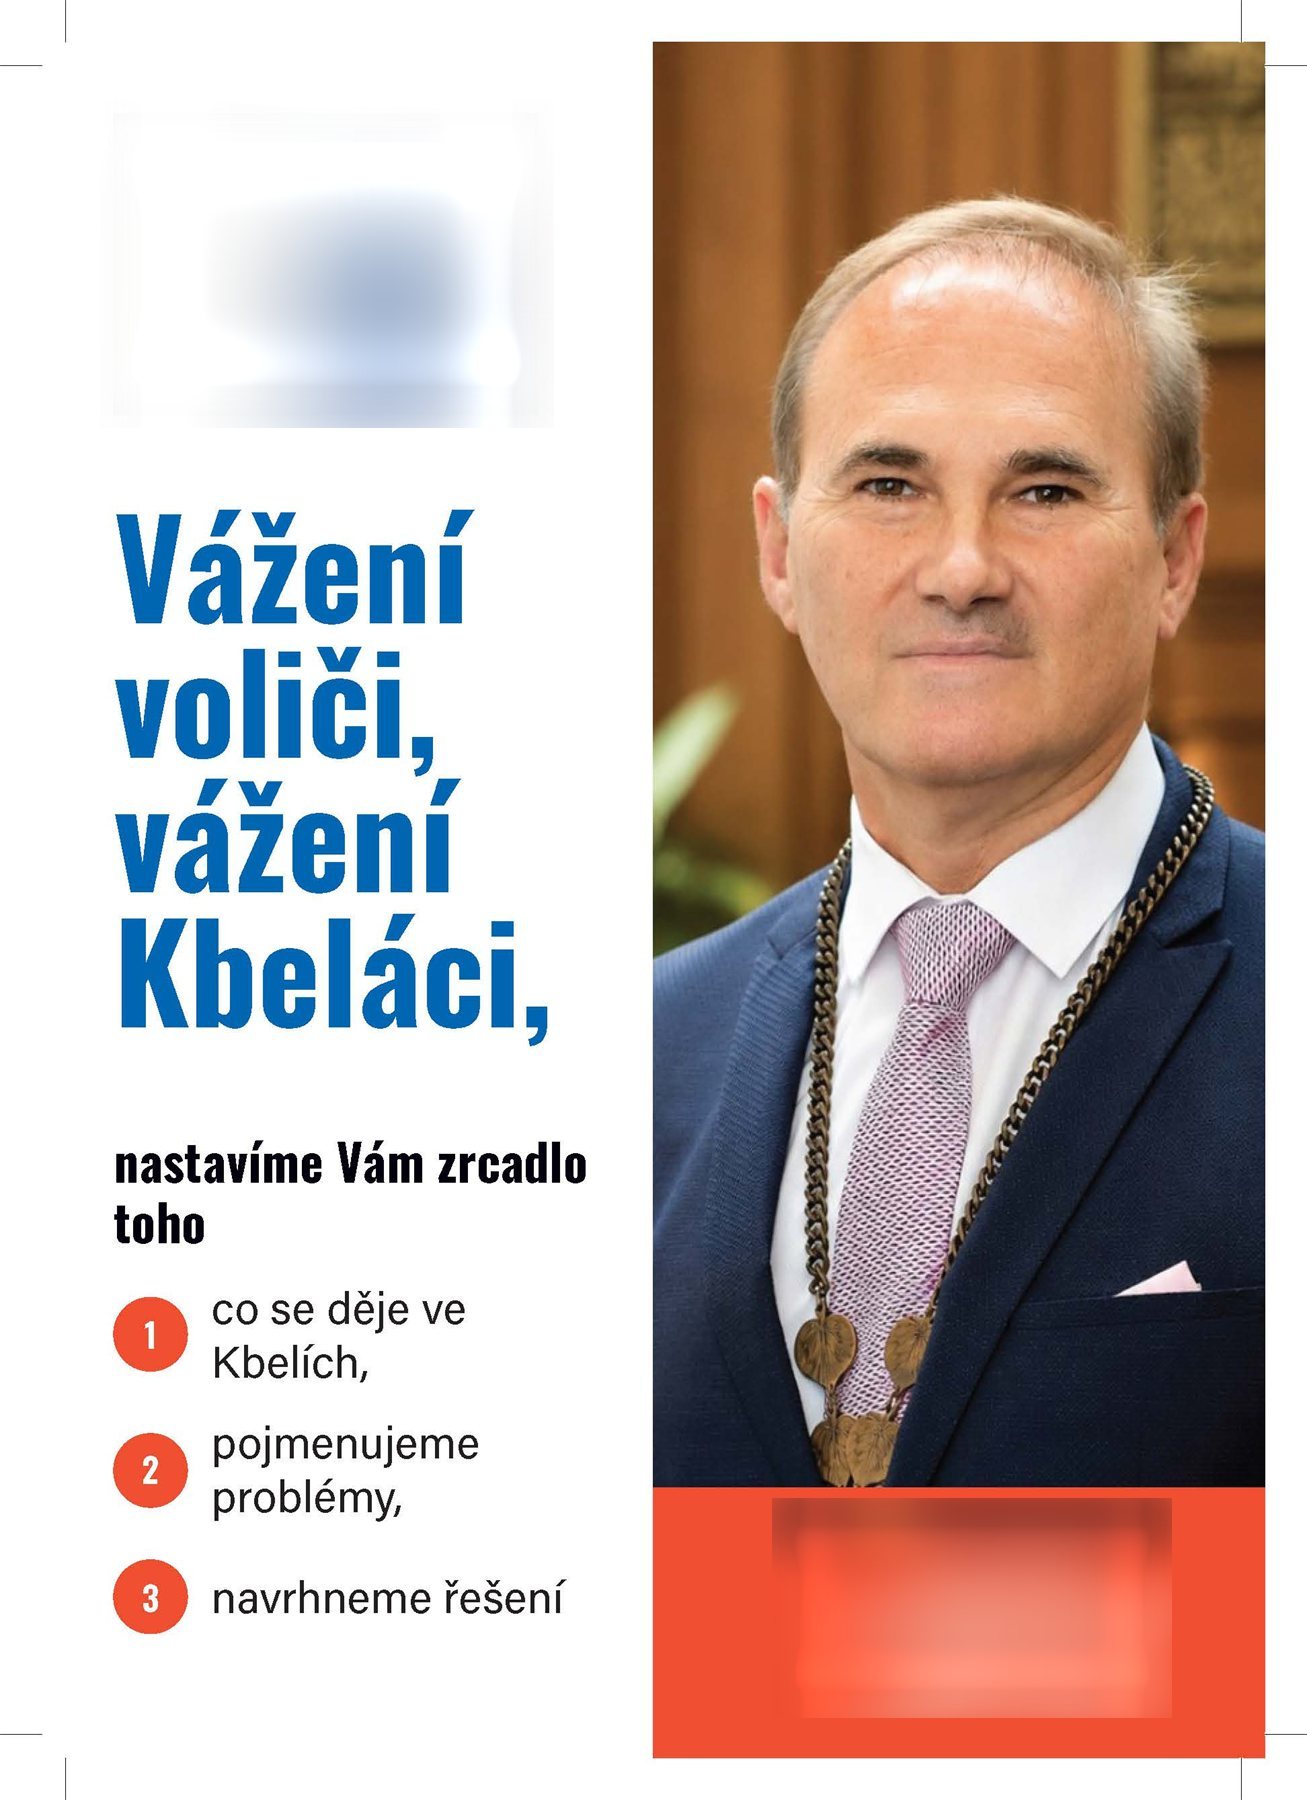 Vážení
voliči,
vážení
Kbeláci,
nastavíme Vám zrcadlo
toho
1
co se děje ve
Kbelích,
2
pojmenujeme
problémy,
3
navrhneme řešení